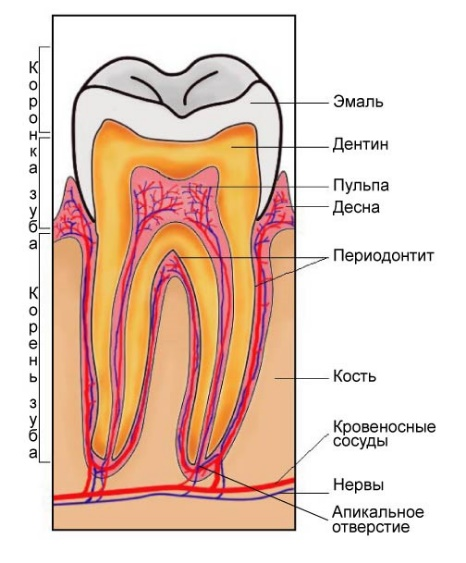 Коронка зуба
Корень зуба
Эмаль
Дентин
Пульпа
Десна
Периодонтит
Кость
Кровеносные
сосуды
Нервы
Апикальное
отверстие